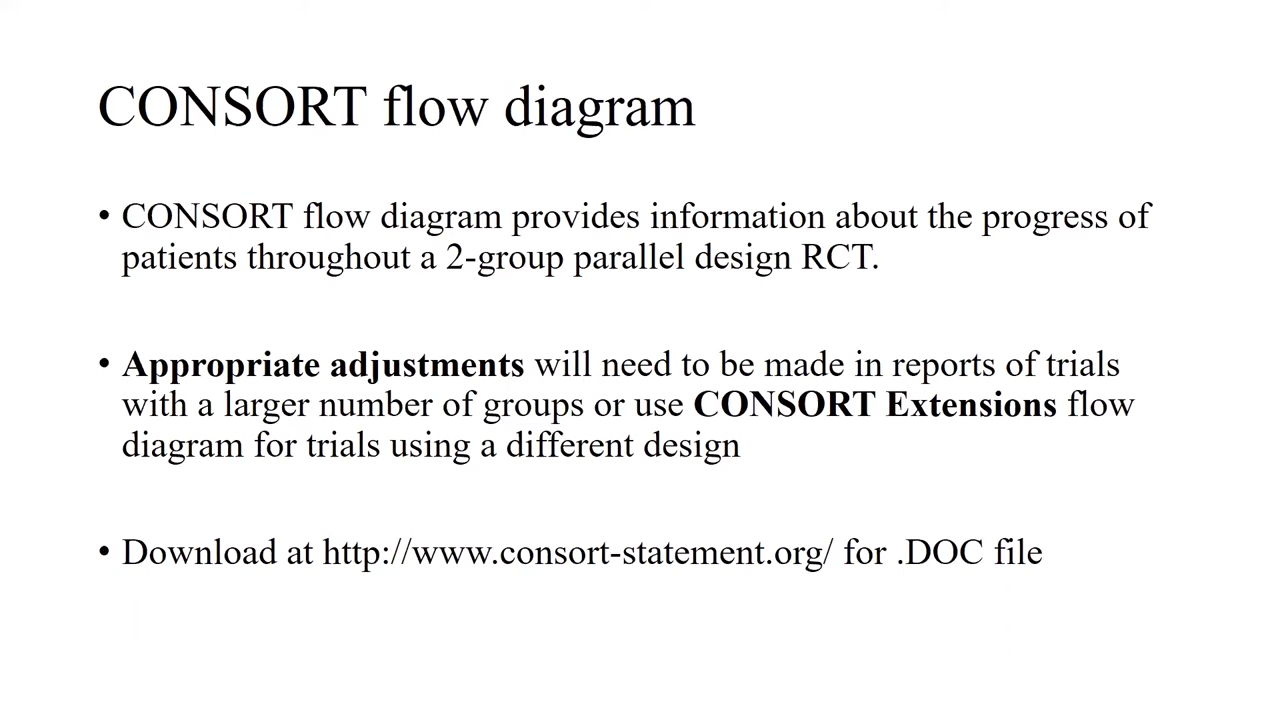 CONSORT flow diagram
• CONSORT flow diagram provides information about the progress of
patients throughout a 2-group parallel design RCT.
• Appropriate adjustments will need to be made in reports of trials
with a larger number of groups or use CONSORT Extensions flow
diagram for trials using a different design
• Download at http://www.consort-statement.org/ for .DOC file